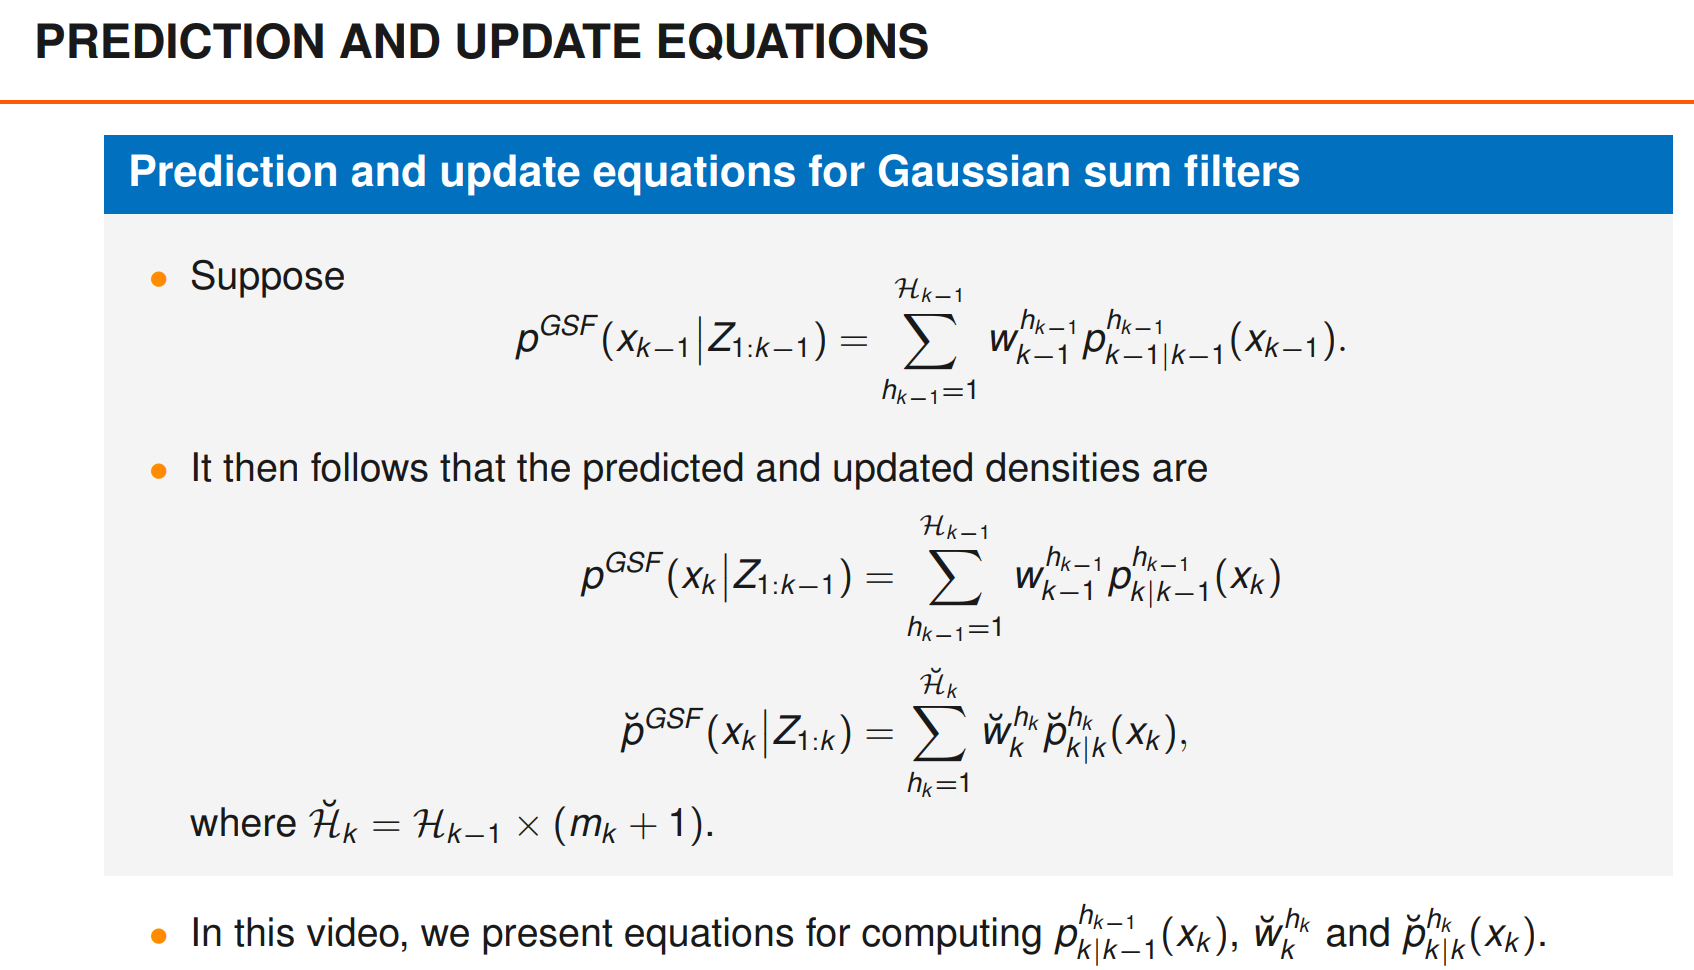 PREDICTION AND UPDATE EQUATIONS
Prediction and update equations for Gaussian sum filters
• Suppose
$p^{GSF}(x_{k-1}|Z_{1:k-1}) = \sum_{h_{k-1}=1}^{\mathcal{H}_{k-1}} w_{k-1}^{h_{k-1}} p_{k-1|k-1}^{h_{k-1}}(x_{k-1}).$
• It then follows that the predicted and updated densities are
$p^{GSF}(x_k|Z_{1:k-1}) = \sum_{h_{k-1}=1}^{\mathcal{H}_{k-1}} w_{k-1}^{h_{k-1}} p_{k|k-1}^{h_{k-1}}(x_k)$
$\breve{p}^{GSF}(x_k|Z_{1:k}) = \sum_{h_k=1}^{\breve{\mathcal{H}}_k} \breve{w}_k^{h_k} \breve{p}_{k|k}^{h_k}(x_k),$
where $\breve{\mathcal{H}}_k = \mathcal{H}_{k-1} \times (m_k + 1).$
• In this video, we present equations for computing $p_{k|k-1}^{h_{k-1}}(x_k)$, $\breve{w}_k^{h_k}$ and $\breve{p}_{k|k}^{h_k}(x_k)$.